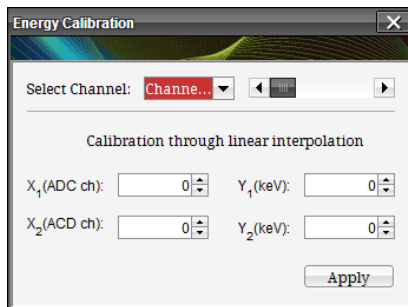 Energy Calibration
Select Channel: Channe...
Calibration through linear interpolation
X₁(ADC ch): 0 Y₁(keV): 0
X₂(ACD ch): 0 Y₂(keV): 0
Apply